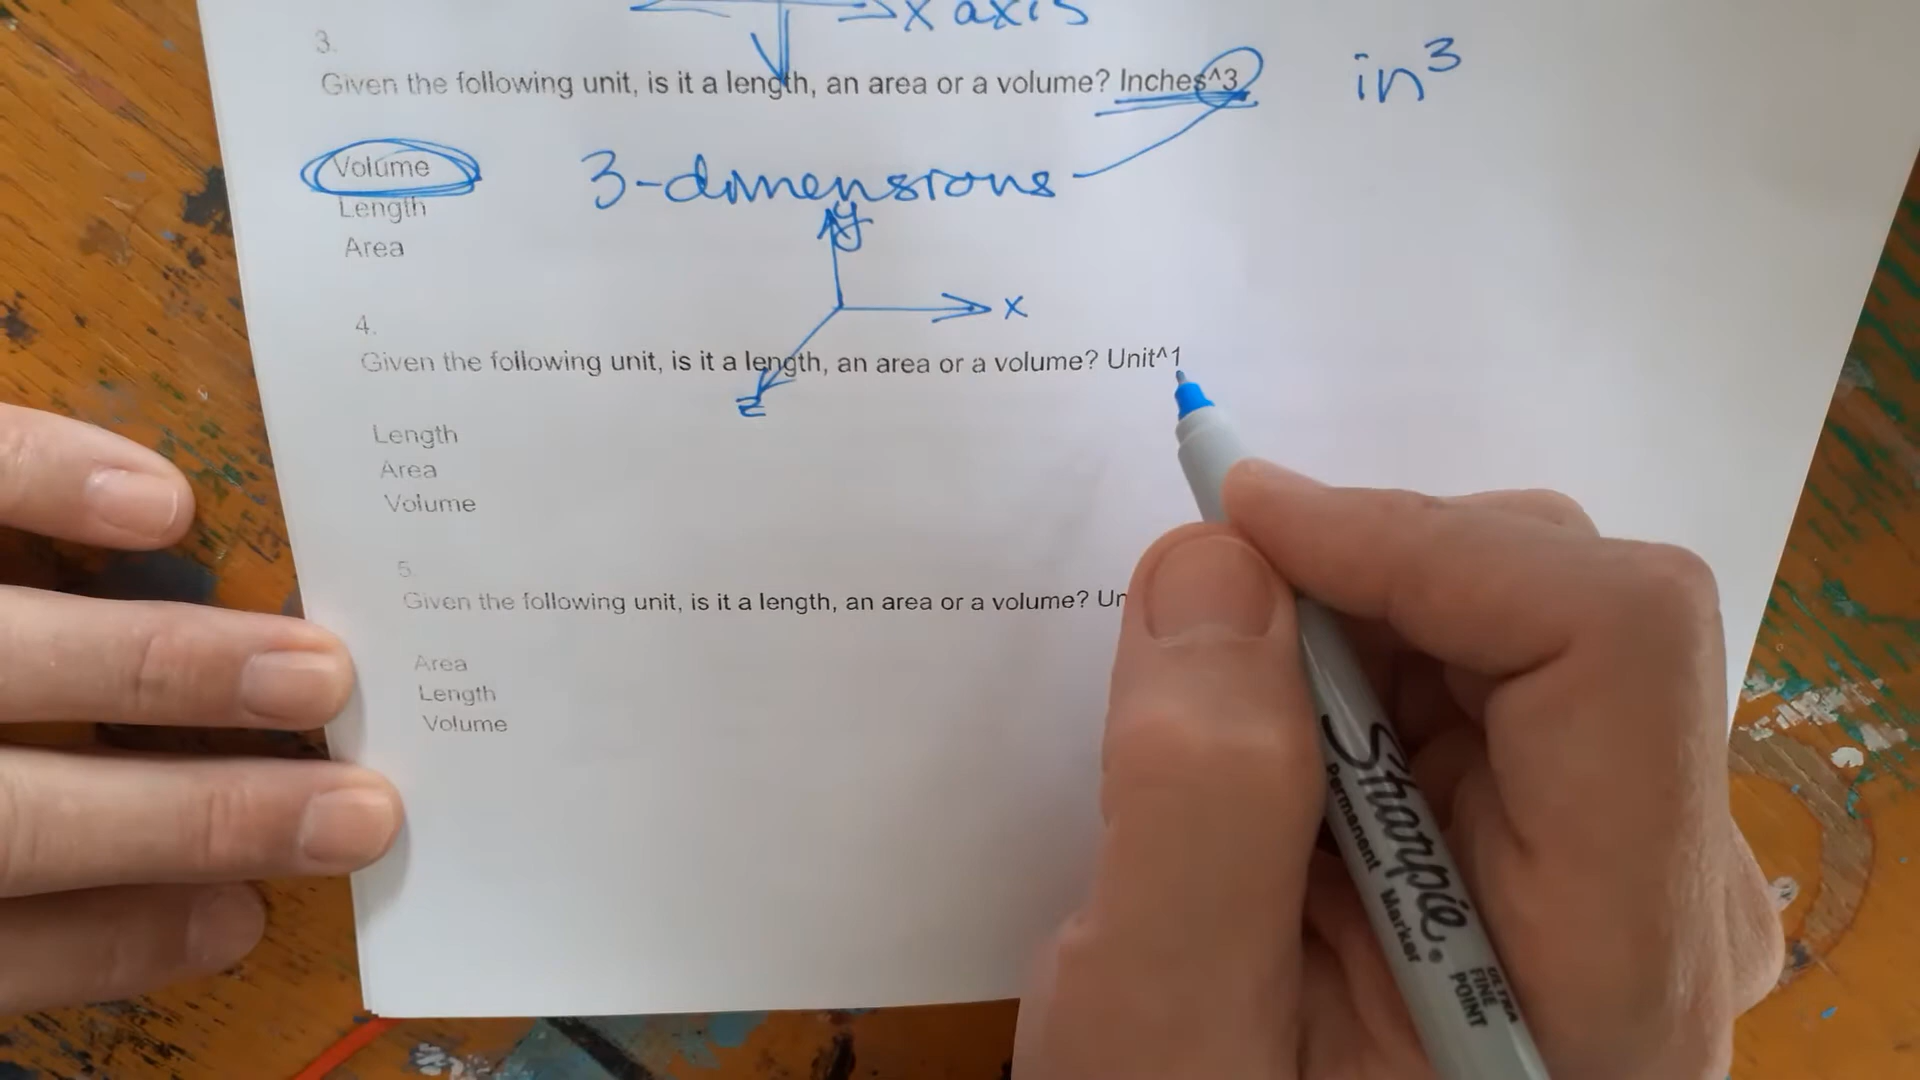 x axis
3.
Given the following unit, is it a length, an area or a volume? Inches^3
in³
Volume
Length
Area
3-dimensions
y
x
z
4.
Given the following unit, is it a length, an area or a volume? Unit^1
Length
Area
Volume
5
Given the following unit, is it a length, an area or a volume?
Area
Length
Volume
Sharpie
Permanent Marker
ULTRA
FINE
POINT